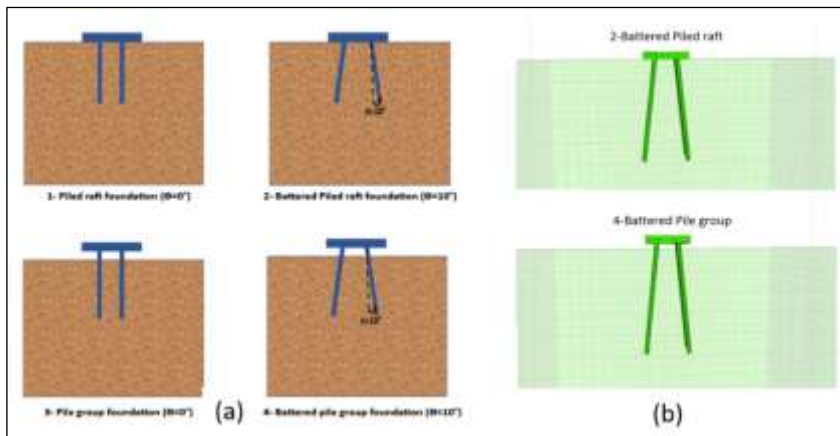 1- Piled raft foundation (Θ=0°)
2- Battered Piled raft foundation (Θ=10°)
3- Pile group foundation (Θ=0°)
(a)
4- Battered pile group foundation (Θ=10°)
2-Battered Piled raft
4-Battered Pile group
(b)